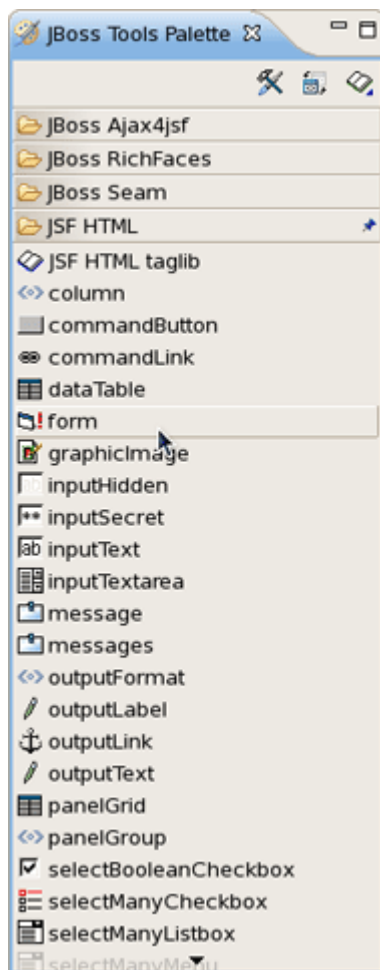 JBoss Tools Palette
JBoss Ajax4jsf
JBoss RichFaces
JBoss Seam
JSF HTML
JSF HTML taglib
column
commandButton
commandLink
dataTable
form
graphicImage
inputHidden
inputSecret
inputText
inputTextarea
message
messages
outputFormat
outputLabel
outputLink
outputText
panelGrid
panelGroup
selectBooleanCheckbox
selectManyCheckbox
selectManyListbox
selectManyMenu